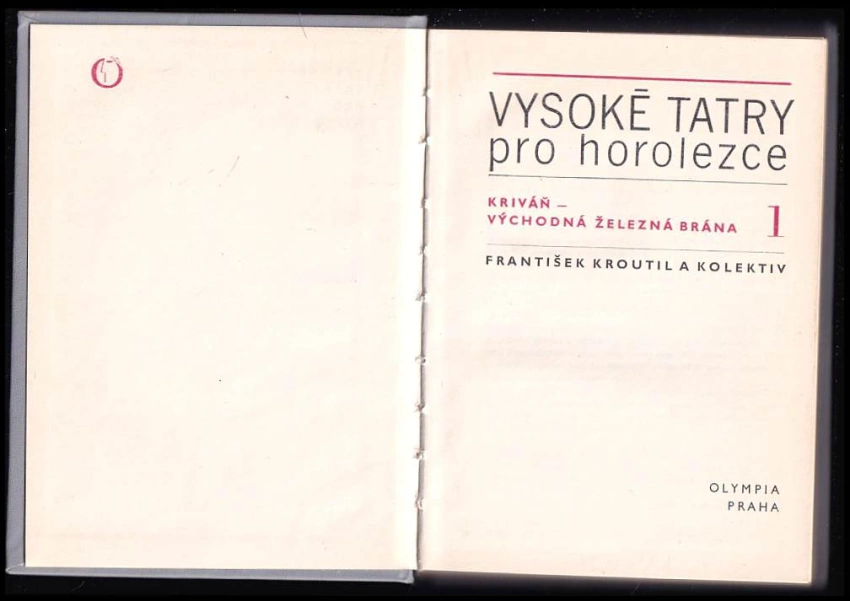 VYSOKÉ TATRY
pro horolezce
KRIVÁŇ –
VÝCHODNÁ ŽELEZNÁ BRÁNA 1
FRANTIŠEK KROUTIL A KOLEKTIV
OLYMPIA
PRAHA